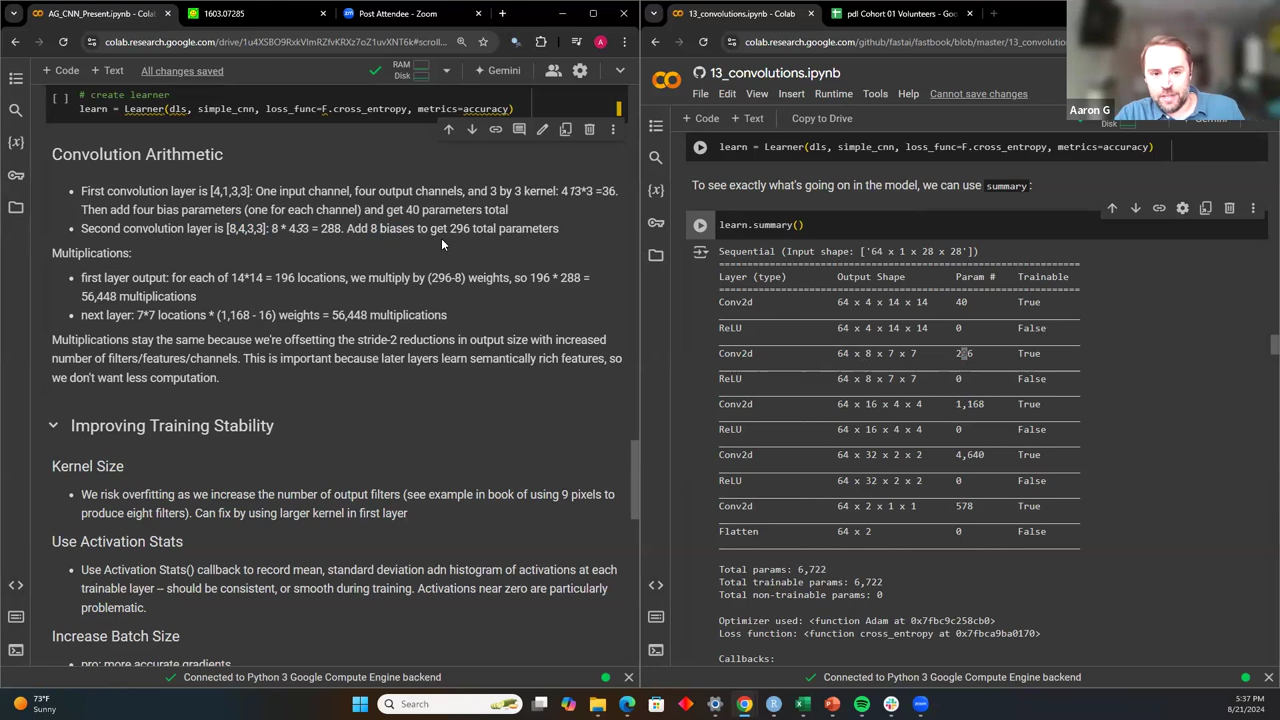 AG_CNN_Present.ipynb - Colab
1603.07285
Post Attendee - Zoom
13_convolutions.ipynb - Colab
pdl Cohort 01 Volunteers - Goo
colab.research.google.com/drive/1u4XSBO9RxkVlmRZfvKRXz7oZ1uvXNT6k#scroll...
A
colab.research.google.com/github/fastai/fastbook/blob/master/13_convolution
+ Code + Text All changes saved
RAM
Disk
Gemini
# create learner
[ ] learn = Learner(dls, simple_cnn, loss_func=F.cross_entropy, metrics=accuracy)
Convolution Arithmetic
First convolution layer is [4,1,3,3]: One input channel, four output channels, and 3 by 3 kernel: 413*3 =36.
Then add four bias parameters (one for each channel) and get 40 parameters total
Second convolution layer is [8,4,3,3]: 8 * 4.33 = 288. Add 8 biases to get 296 total parameters
Multiplications:
first layer output: for each of 14*14 = 196 locations, we multiply by (296-8) weights, so 196 * 288 =
56,448 multiplications
next layer: 7*7 locations * (1,168 - 16) weights = 56,448 multiplications
Multiplications stay the same because we're offsetting the stride-2 reductions in output size with increased
number of filters/features/channels. This is important because later layers learn semantically rich features, so
we don't want less computation.
Improving Training Stability
Kernel Size
We risk overfitting as we increase the number of output filters (see example in book of using 9 pixels to
produce eight filters). Can fix by using larger kernel in first layer
Use Activation Stats
Use Activation Stats() callback to record mean, standard deviation adn histogram of activations at each
trainable layer -- should be consistent, or smooth during training. Activations near zero are particularly
problematic.
Increase Batch Size
pro: more accurate gradients
Connected to Python 3 Google Compute Engine backend
13_convolutions.ipynb
File Edit View Insert Runtime Tools Help Cannot save changes
Aaron G
+ Code + Text Copy to Drive
Disk
learn = Learner(dls, simple_cnn, loss_func=F.cross_entropy, metrics=accuracy)
To see exactly what's going on in the model, we can use summary:
learn.summary()
Sequential (Input shape: ['64 x 1 x 28 x 28'])
Layer (type) Output Shape Param # Trainable
Conv2d 64 x 4 x 14 x 14 40 True
ReLU 64 x 4 x 14 x 14 0 False
Conv2d 64 x 8 x 7 x 7 296 True
ReLU 64 x 8 x 7 x 7 0 False
Conv2d 64 x 16 x 4 x 4 1,168 True
ReLU 64 x 16 x 4 x 4 0 False
Conv2d 64 x 32 x 2 x 2 4,640 True
ReLU 64 x 32 x 2 x 2 0 False
Conv2d 64 x 2 x 1 x 1 578 True
Flatten 64 x 2 0 False
Total params: 6,722
Total trainable params: 6,722
Total non-trainable params: 0
Optimizer used: <function Adam at 0x7fbc9c258cb0>
Loss function: <function cross_entropy at 0x7fbca9ba0170>
Callbacks:
Connected to Python 3 Google Compute Engine backend
73°F
Sunny
Search
5:37 PM
8/21/2024